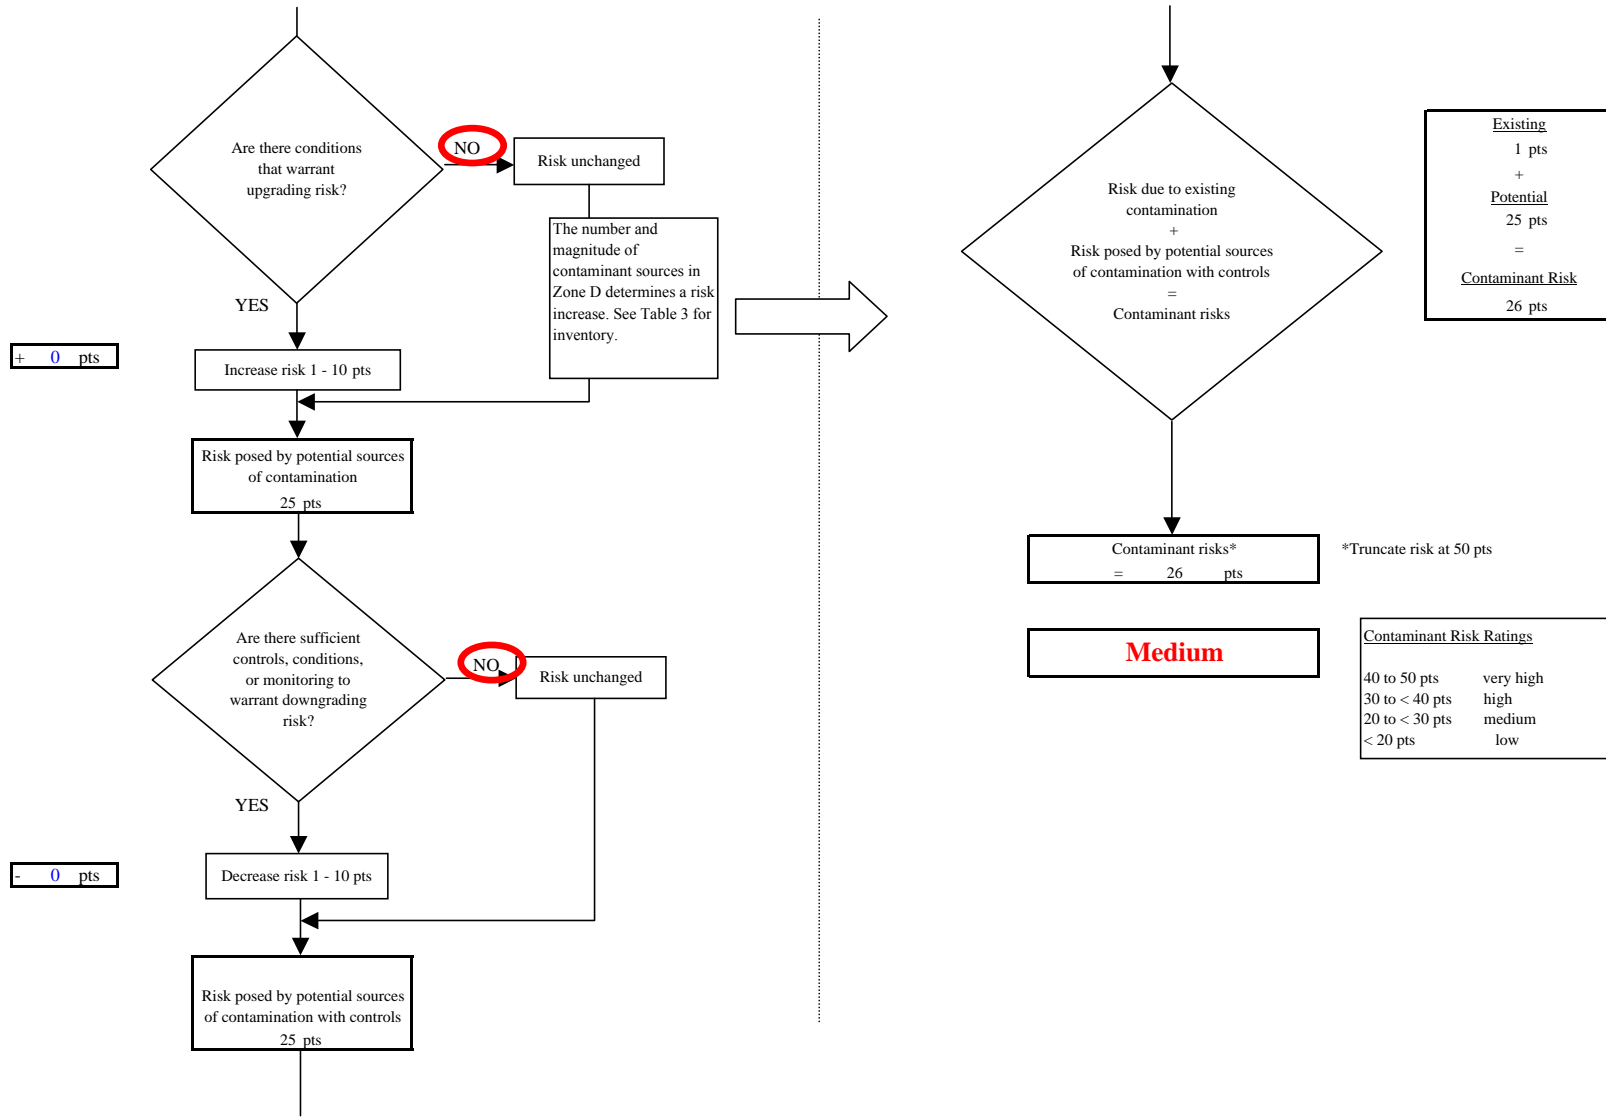 Are there conditions
that warrant
upgrading risk?
NO
Risk unchanged
The number and
magnitude of
contaminant sources in
Zone D determines a risk
increase. See Table 3 for
inventory.
YES
+ 0 pts
Increase risk 1 - 10 pts
Risk posed by potential sources
of contamination
25 pts
Are there sufficient
controls, conditions,
or monitoring to
warrant downgrading
risk?
NO
Risk unchanged
YES
- 0 pts
Decrease risk 1 - 10 pts
Risk posed by potential sources
of contamination with controls
25 pts
Risk due to existing
contamination
+
Risk posed by potential sources
of contamination with controls
=
Contaminant risks
Existing
1 pts
+
Potential
25 pts
=
Contaminant Risk
26 pts
Contaminant risks*
= 26 pts
*Truncate risk at 50 pts
Medium
Contaminant Risk Ratings
40 to 50 pts very high
30 to < 40 pts high
20 to < 30 pts medium
< 20 pts low